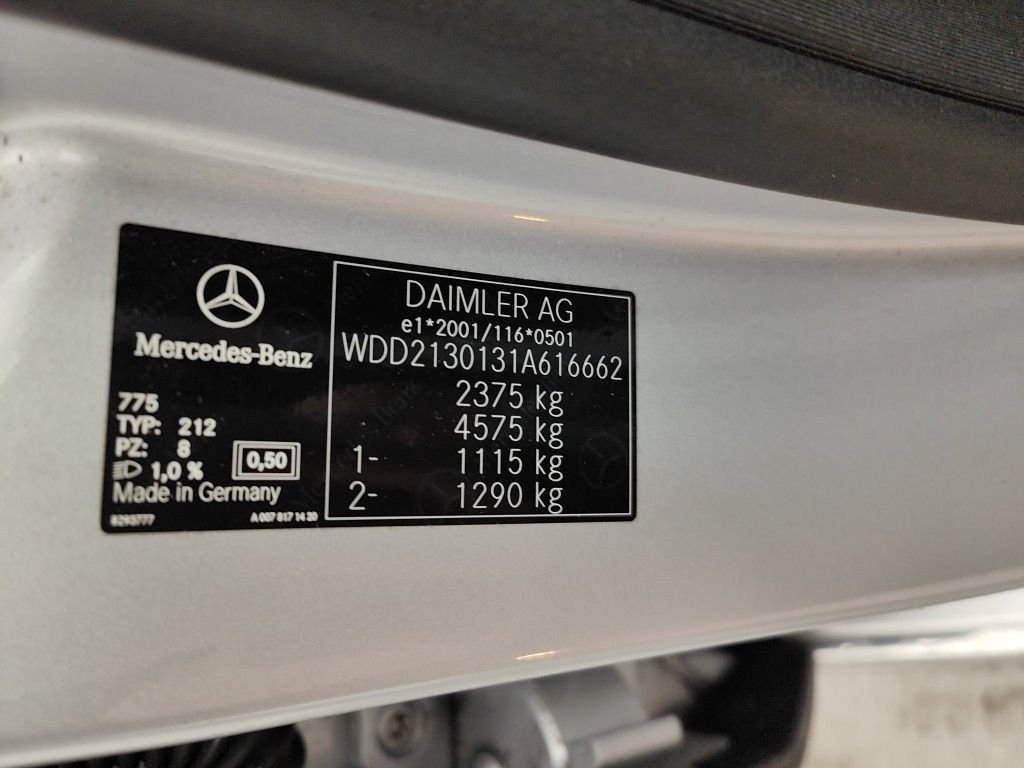 Mercedes-Benz
775
TYP: 212
PZ: 8
1,0 %
0,50
Made in Germany
6293777
A 007 817 14 20
DAIMLER AG
e1*2001/116*0501
WDD2130131A616662
2375 kg
4575 kg
1- 1115 kg
2- 1290 kg